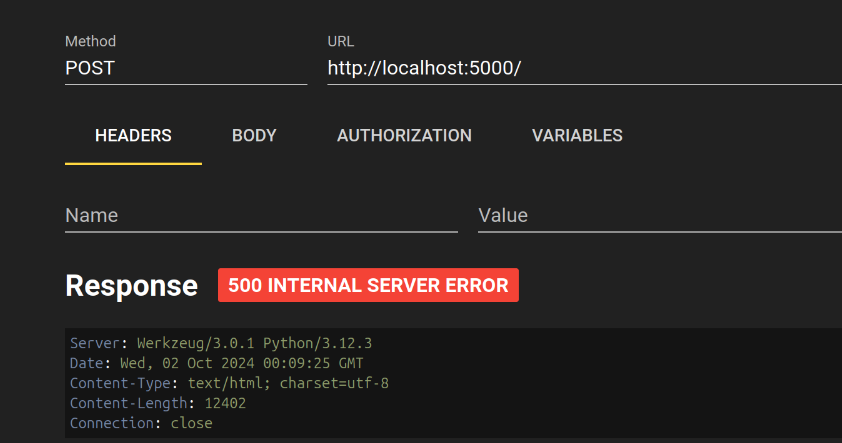 Method URL
POST http://localhost:5000/
HEADERS BODY AUTHORIZATION VARIABLES
Name Value
Response 500 INTERNAL SERVER ERROR
Server: Werkzeug/3.0.1 Python/3.12.3
Date: Wed, 02 Oct 2024 00:09:25 GMT
Content-Type: text/html; charset=utf-8
Content-Length: 12402
Connection: close